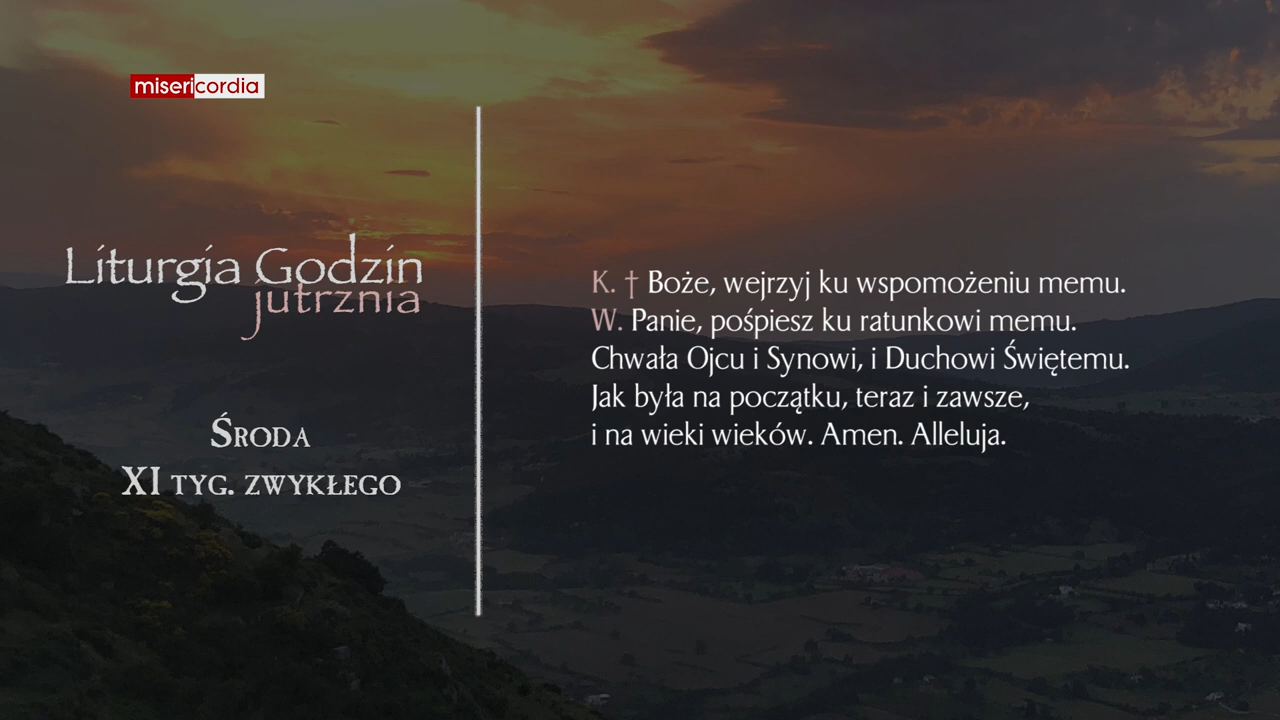 misericordia
Liturgia Godzin
jutrznia
Środa
XI tyg. zwykłego
K. † Boże, wejrzyj ku wspomożeniu memu.
W. Panie, pośpiesz ku ratunkowi memu.
Chwała Ojcu i Synowi, i Duchowi Świętemu.
Jak była na początku, teraz i zawsze,
i na wieki wieków. Amen. Alleluja.